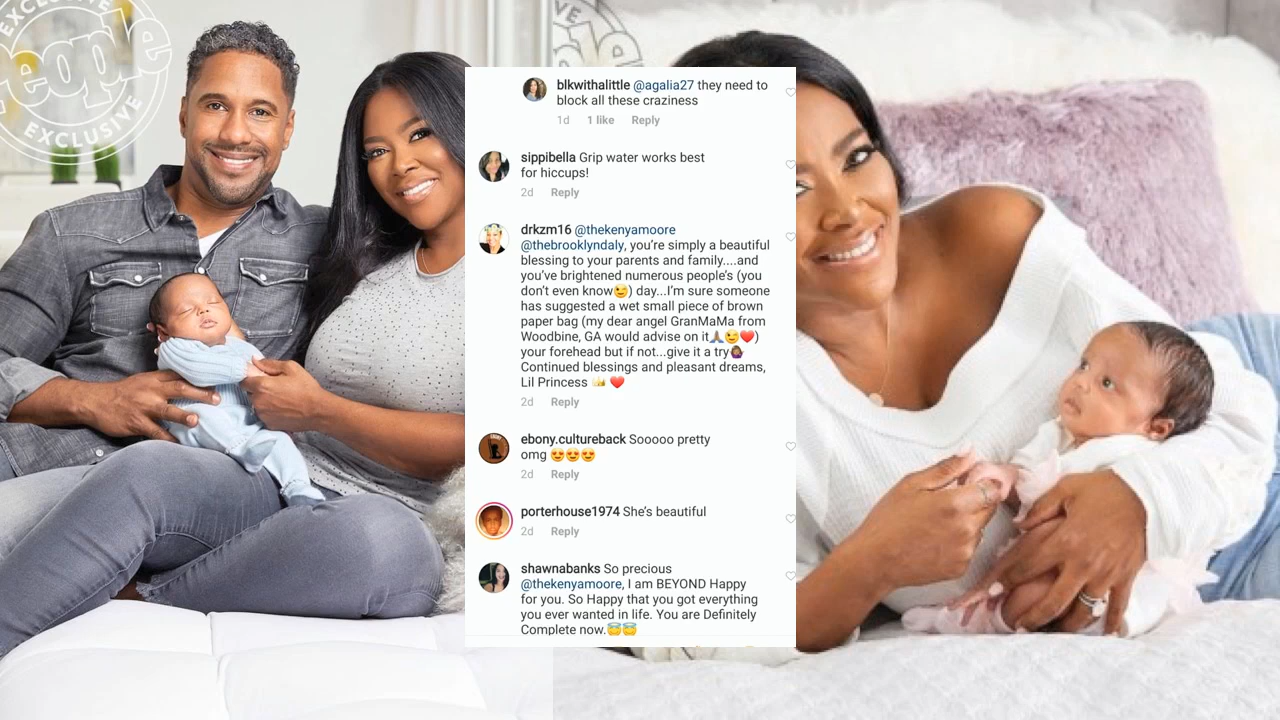 EXCLUSIVE
People
EXCLUSIVE
blkwithalittle @agalia27 they need to
block all these craziness
1d 1 like Reply
sippibella Grip water works best
for hiccups!
2d Reply
drkzm16 @thekenyamoore
@thebrooklyndaly, you’re simply a beautiful
blessing to your parents and family....and
you’ve brightened numerous people’s (you
don’t even know😉) day...I’m sure someone
has suggested a wet small piece of brown
paper bag (my dear angel GranMaMa from
Woodbine, GA would advise on it🙏🏾😉❤️)
your forehead but if not...give it a try🤷🏾‍♀️
Continued blessings and pleasant dreams,
Lil Princess 👑 ❤️
2d Reply
ebony.cultureback Sooooo pretty
omg 😍😍😍
2d Reply
porterhouse1974 She’s beautiful
2d Reply
shawnabanks So precious
@thekenyamoore, I am BEYOND Happy
for you. So Happy that you got everything
you ever wanted in life. You are Definitely
Complete now.😇😇